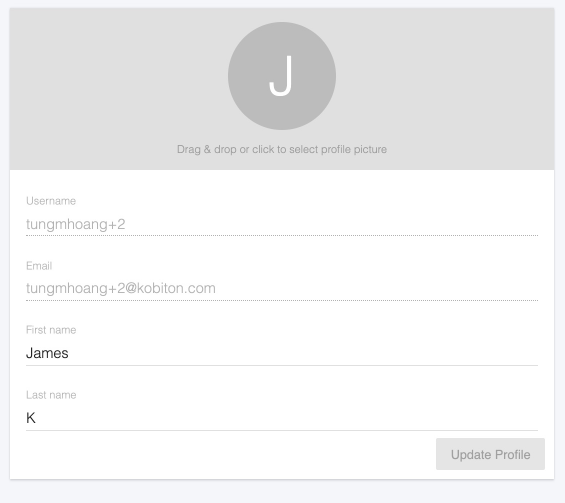 J
Drag & drop or click to select profile picture
Username
tungmhoang+2
Email
tungmhoang+2@kobiton.com
First name
James
Last name
K
Update Profile